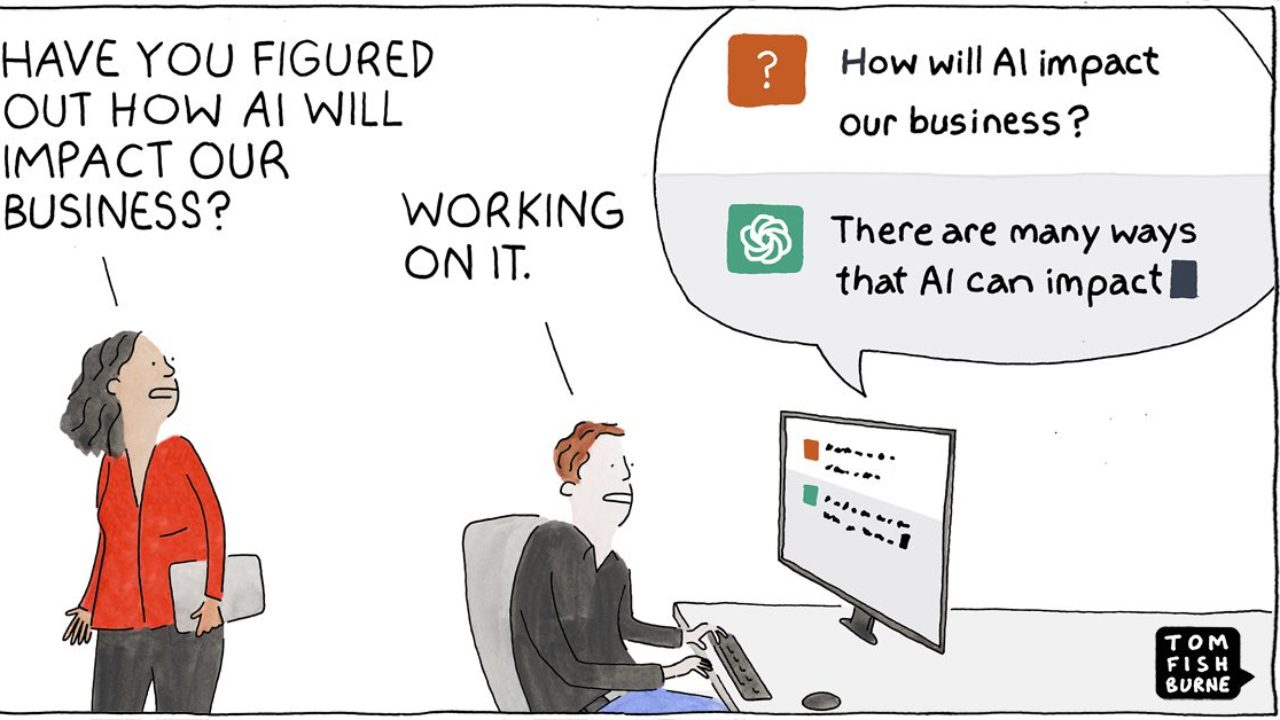 HAVE YOU FIGURED
OUT HOW AI WILL
IMPACT OUR
BUSINESS?
WORKING
ON IT.
?
How will AI impact
our business?
There are many ways
that AI can impact
TOM
FISH
BURNE